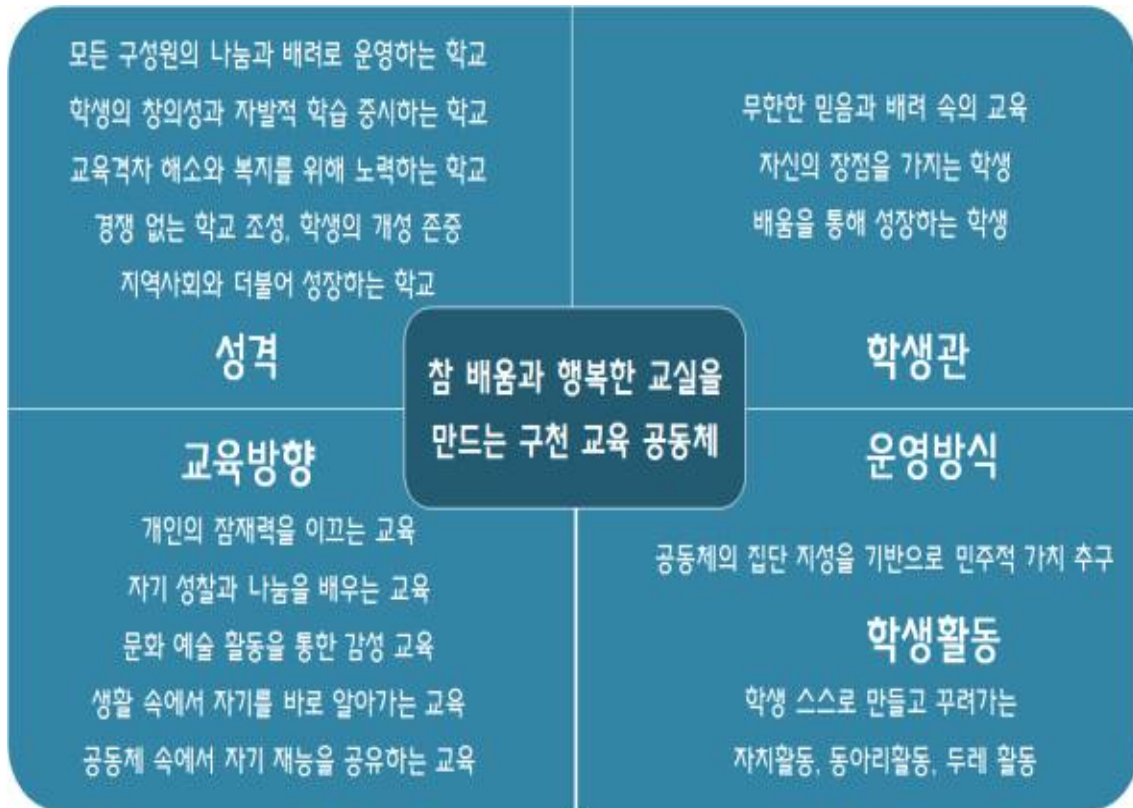 모든 구성원의 나눔과 배려로 운영하는 학교
학생의 창의성과 자발적 학습 중시하는 학교
교육격차 해소와 복지를 위해 노력하는 학교
경쟁 없는 학교 조성, 학생의 개성 존중
지역사회와 더불어 성장하는 학교
성격
무한한 믿음과 배려 속의 교육
자신의 장점을 가지는 학생
배움을 통해 성장하는 학생
학생관
참 배움과 행복한 교실을
만드는 구천 교육 공동체
교육방향
개인의 잠재력을 이끄는 교육
자기 성찰과 나눔을 배우는 교육
문화 예술 활동을 통한 감성 교육
생활 속에서 자기를 바로 알아가는 교육
공동체 속에서 자기 재능을 공유하는 교육
운영방식
공동체의 집단 지성을 기반으로 민주적 가치 추구
학생활동
학생 스스로 만들고 꾸려가는
자치활동, 동아리활동, 두레 활동